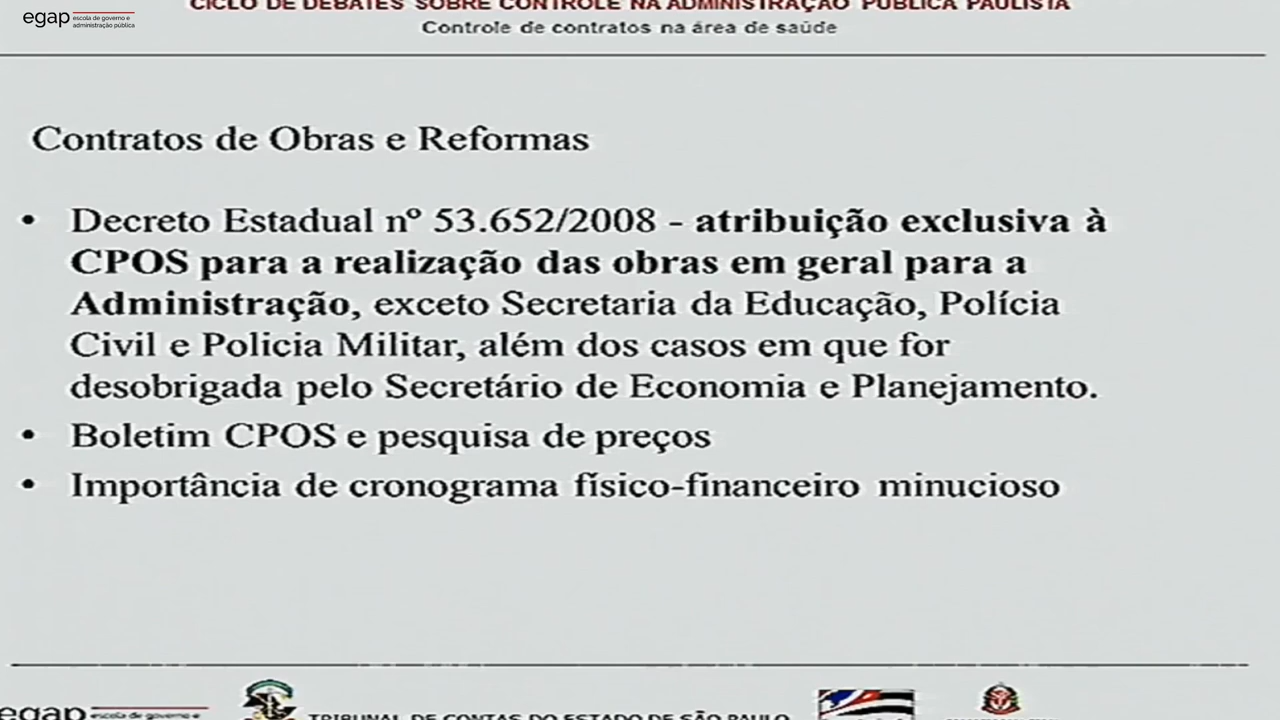 CICLO DE DEBATES SOBRE CONTROLE NA ADMINISTRAÇÃO PÚBLICA PAULISTA
egap escola de governo e
administração pública
Controle de contratos na área de saúde
Contratos de Obras e Reformas
• Decreto Estadual nº 53.652/2008 - atribuição exclusiva à
CPOS para a realização das obras em geral para a
Administração, exceto Secretaria da Educação, Polícia
Civil e Policia Militar, além dos casos em que for
desobrigada pelo Secretário de Economia e Planejamento.
• Boletim CPOS e pesquisa de preços
• Importância de cronograma físico-financeiro minucioso
egap escola de governo e
TRIBUNAL DE CONTAS DO ESTADO DE SÃO PAULO